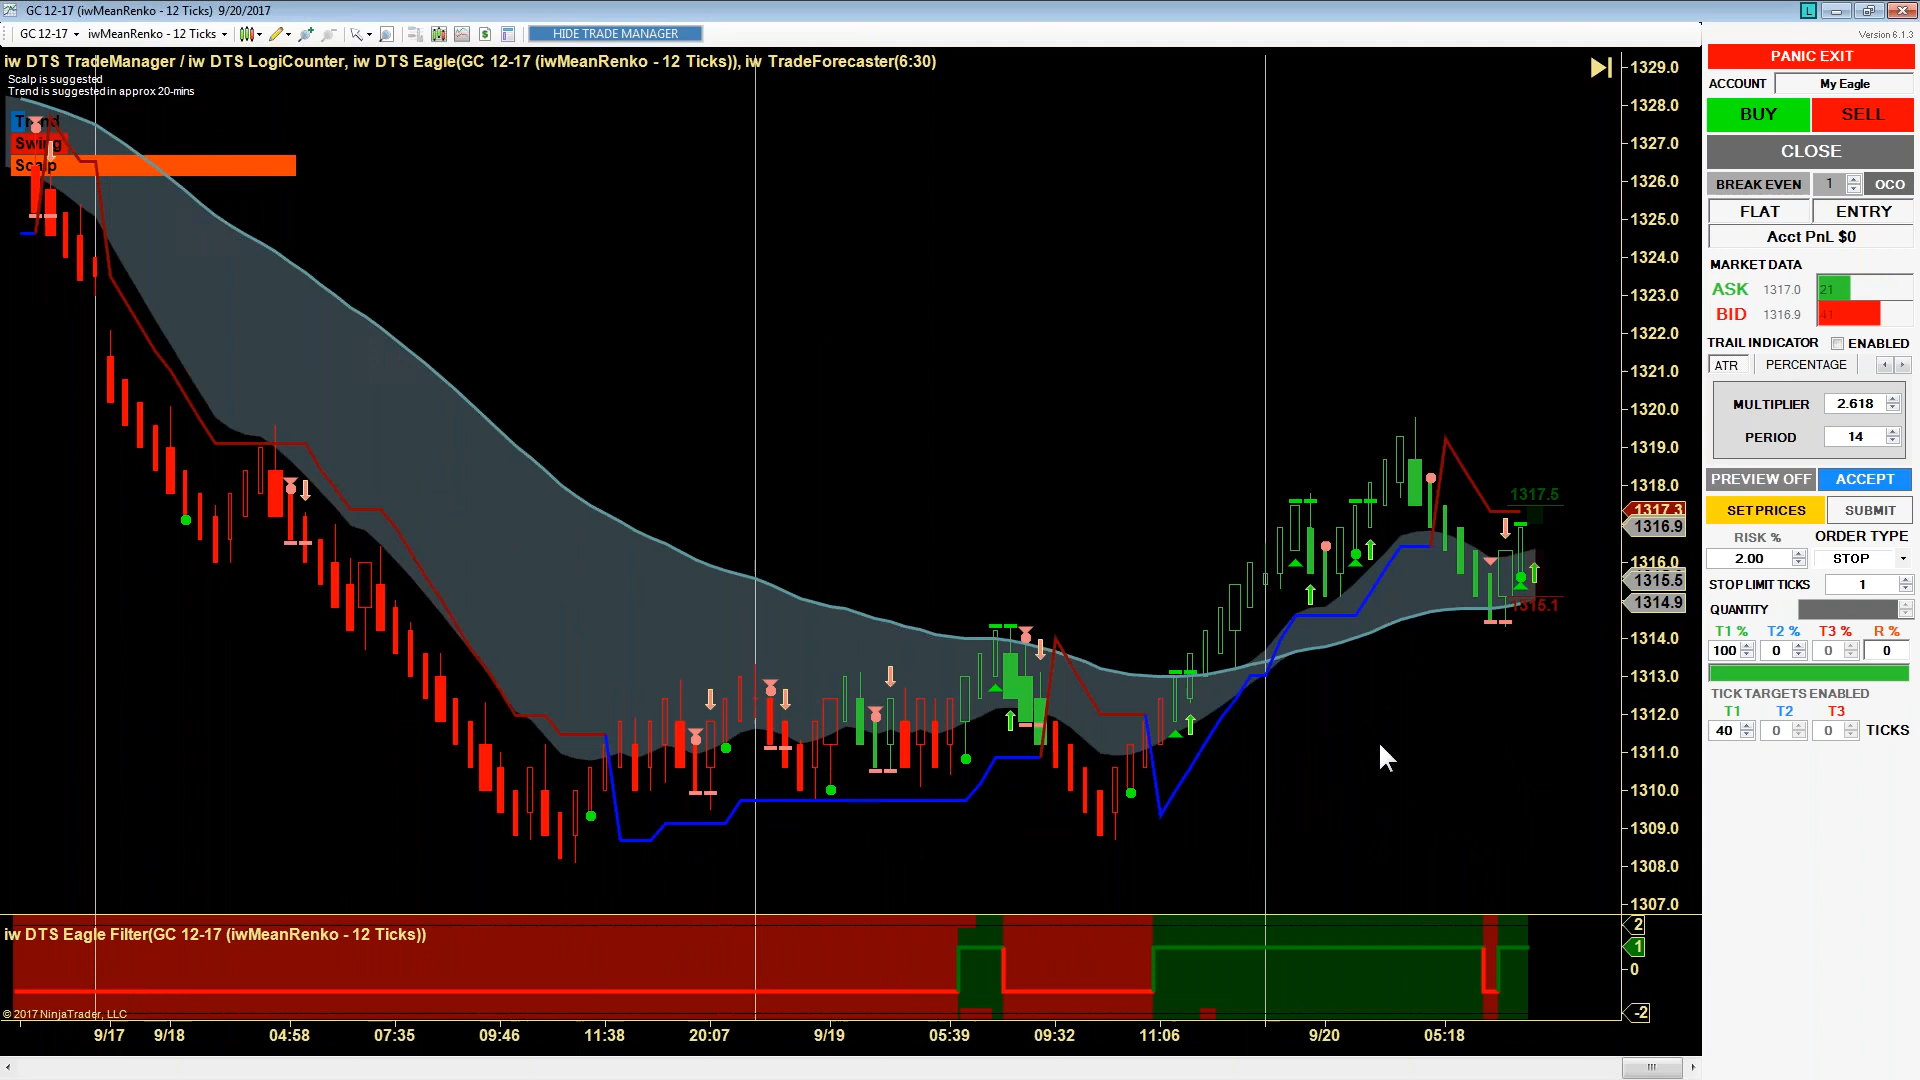 GC 12-17 (iwMeanRenko - 12 Ticks) 9/20/2017
L
GC 12-17 iwMeanRenko - 12 Ticks HIDE TRADE MANAGER
Version 6.1.3
iw DTS TradeManager / iw DTS LogiCounter, iw DTS Eagle(GC 12-17 (iwMeanRenko - 12 Ticks)), iw TradeForecaster(6:30)
Scalp is suggested
Trend is suggested in approx 20-mins
Trend
Swing
Scalp
1329.0
1328.0
1327.0
1326.0
1325.0
1324.0
1323.0
1322.0
1321.0
1320.0
1319.0
1318.0
1317.3
1316.9
1316.0
1315.5
1314.9
1314.0
1313.0
1312.0
1311.0
1310.0
1309.0
1308.0
1307.0
1317.5
1315.1
iw DTS Eagle Filter(GC 12-17 (iwMeanRenko - 12 Ticks))
2
1
0
-2
© 2017 NinjaTrader, LLC
9/17 9/18 04:58 07:35 09:46 11:38 20:07 9/19 05:39 09:32 11:06 9/20 05:18
PANIC EXIT
ACCOUNT My Eagle
BUY SELL
CLOSE
BREAK EVEN 1 OCO
FLAT ENTRY
Acct PnL $0
MARKET DATA
ASK 1317.0 21
BID 1316.9 41
TRAIL INDICATOR ENABLED
ATR PERCENTAGE
MULTIPLIER 2.618
PERIOD 14
PREVIEW OFF ACCEPT
SET PRICES SUBMIT
RISK % ORDER TYPE
2.00 STOP
STOP LIMIT TICKS 1
QUANTITY
T1 % T2 % T3 % R %
100 0 0 0
TICK TARGETS ENABLED
T1 T2 T3
40 0 0 TICKS